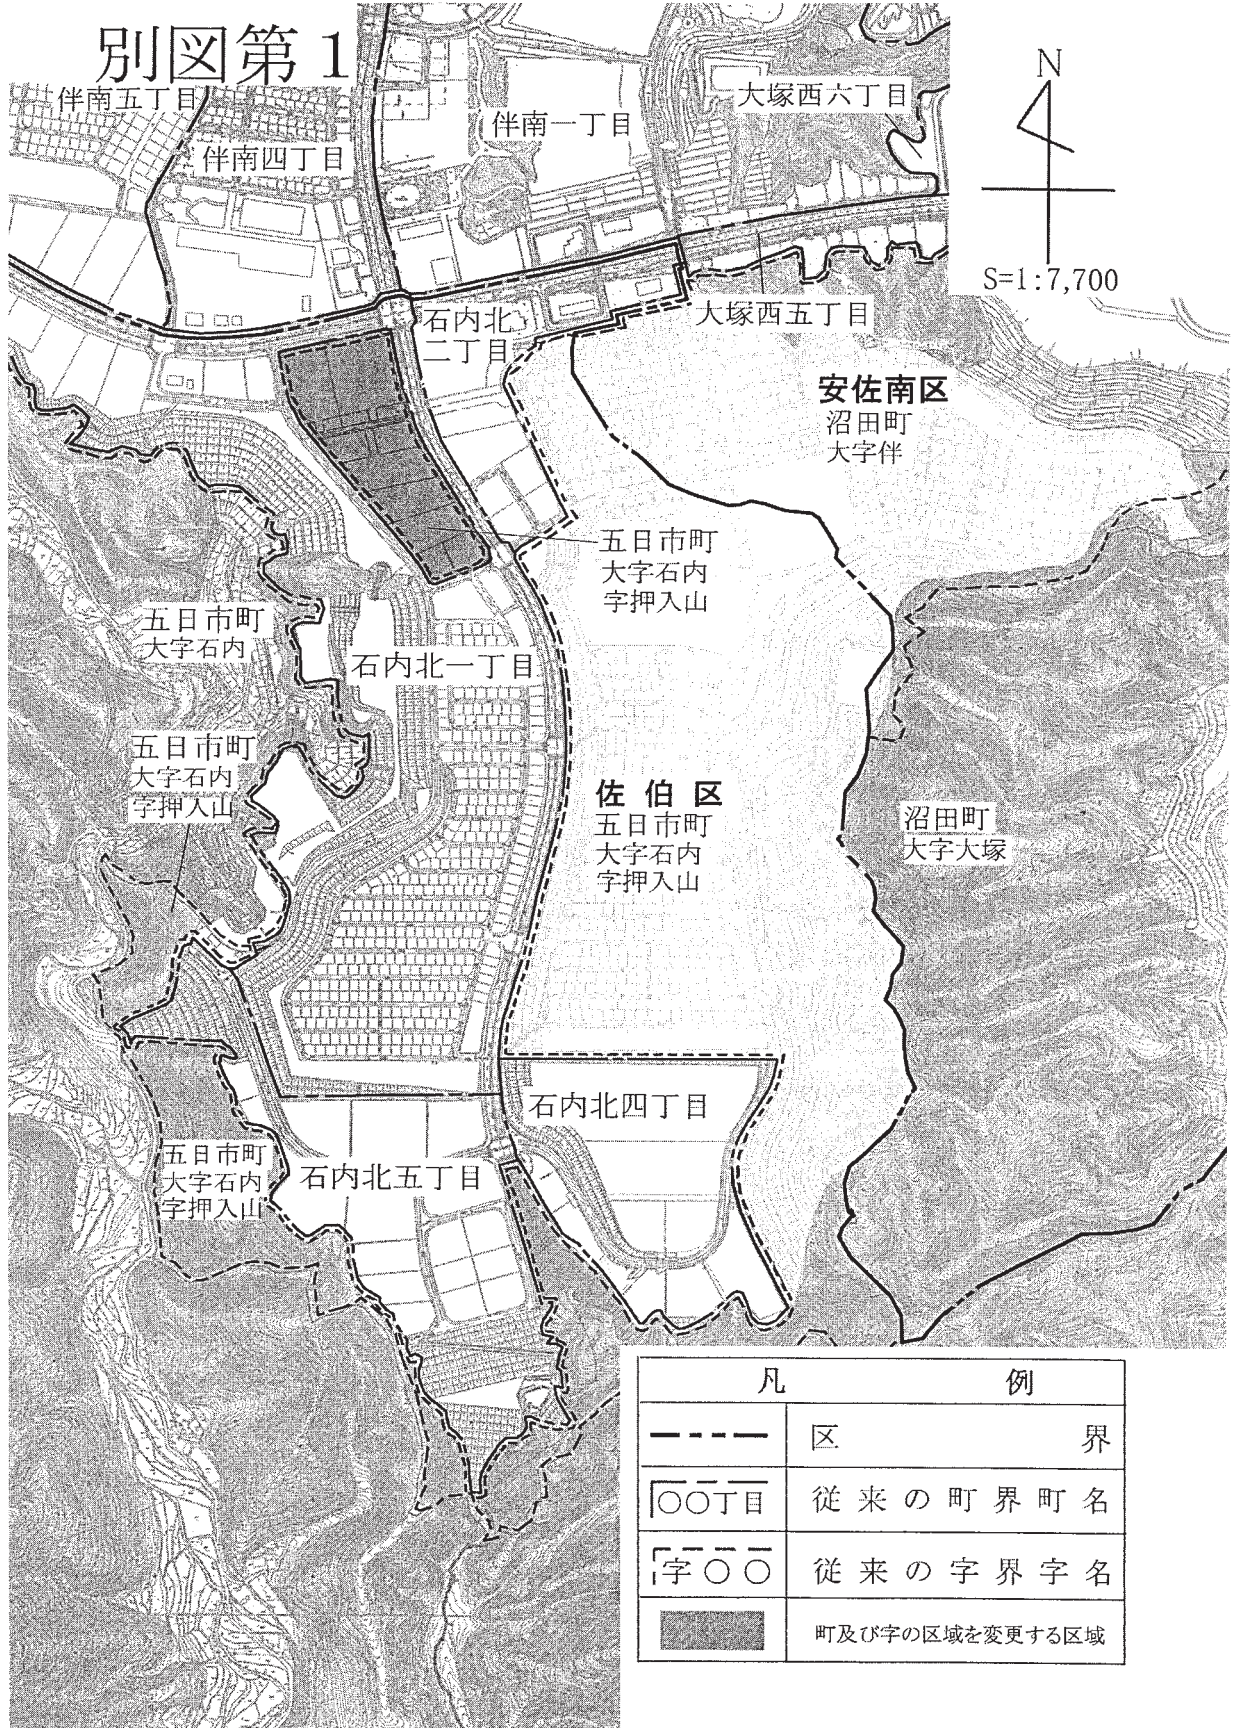 別図第1
伴南五丁目
伴南四丁目
伴南一丁目
大塚西六丁目
N
S=1:7,700
石内北
二丁目
大塚西五丁目
安佐南区
沼田町
大字伴
五日市町
大字石内
字押入山
五日市町
大字石内
石内北一丁目
五日市町
大字石内
字押入山
佐伯区
五日市町
大字石内
字押入山
沼田町
大字大塚
石内北四丁目
五日市町
大字石内
字押入山
石内北五丁目
凡例
区界
○○丁目 従来の町界町名
字○○ 従来の字界字名
町及び字の区域を変更する区域